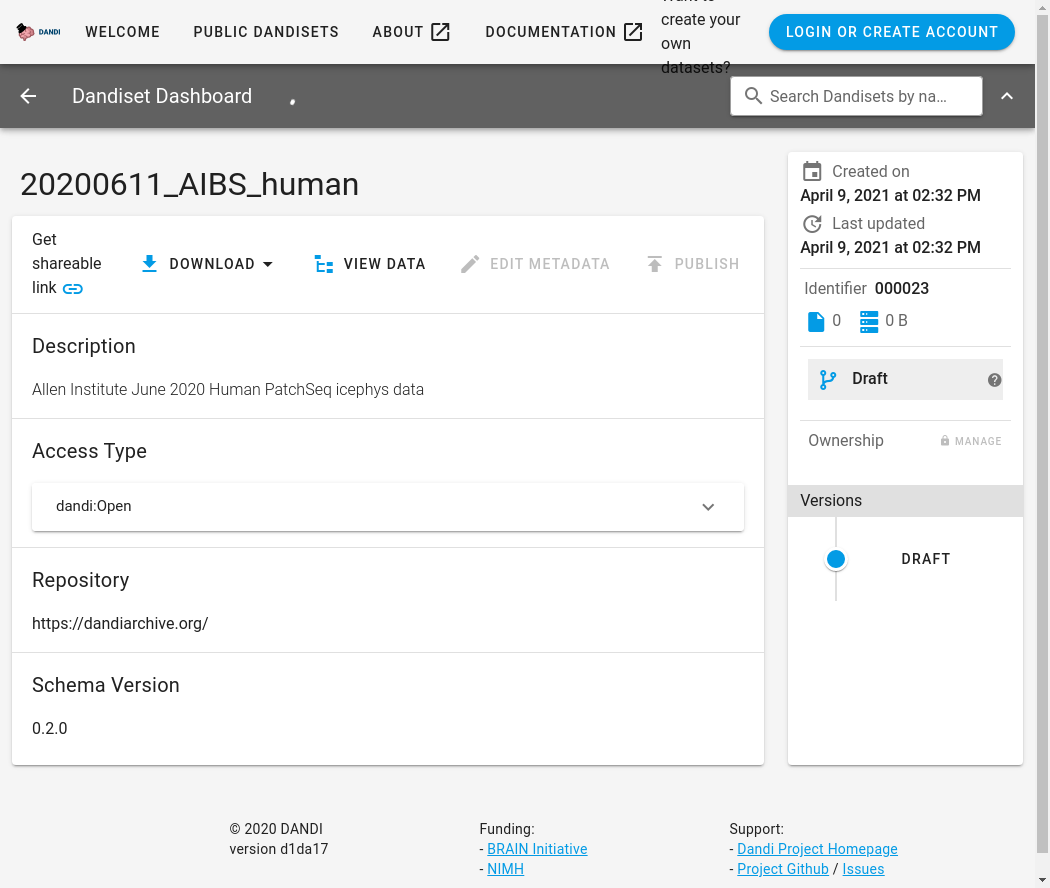 DANDI
WELCOME
PUBLIC DANDISETS
ABOUT
DOCUMENTATION
create your
own
datasets?
LOGIN OR CREATE ACCOUNT
Dandiset Dashboard
Search Dandisets by na...
20200611_AIBS_human
Get
shareable
link
DOWNLOAD
VIEW DATA
EDIT METADATA
PUBLISH
Description
Allen Institute June 2020 Human PatchSeq icephys data
Access Type
dandi:Open
Repository
https://dandiarchive.org/
Schema Version
0.2.0
Created on
April 9, 2021 at 02:32 PM
Last updated
April 9, 2021 at 02:32 PM
Identifier 000023
0 0 B
Draft
Ownership MANAGE
Versions
DRAFT
© 2020 DANDI
version d1da17
Funding:
- BRAIN Initiative
- NIMH
Support:
- Dandi Project Homepage
- Project Github / Issues